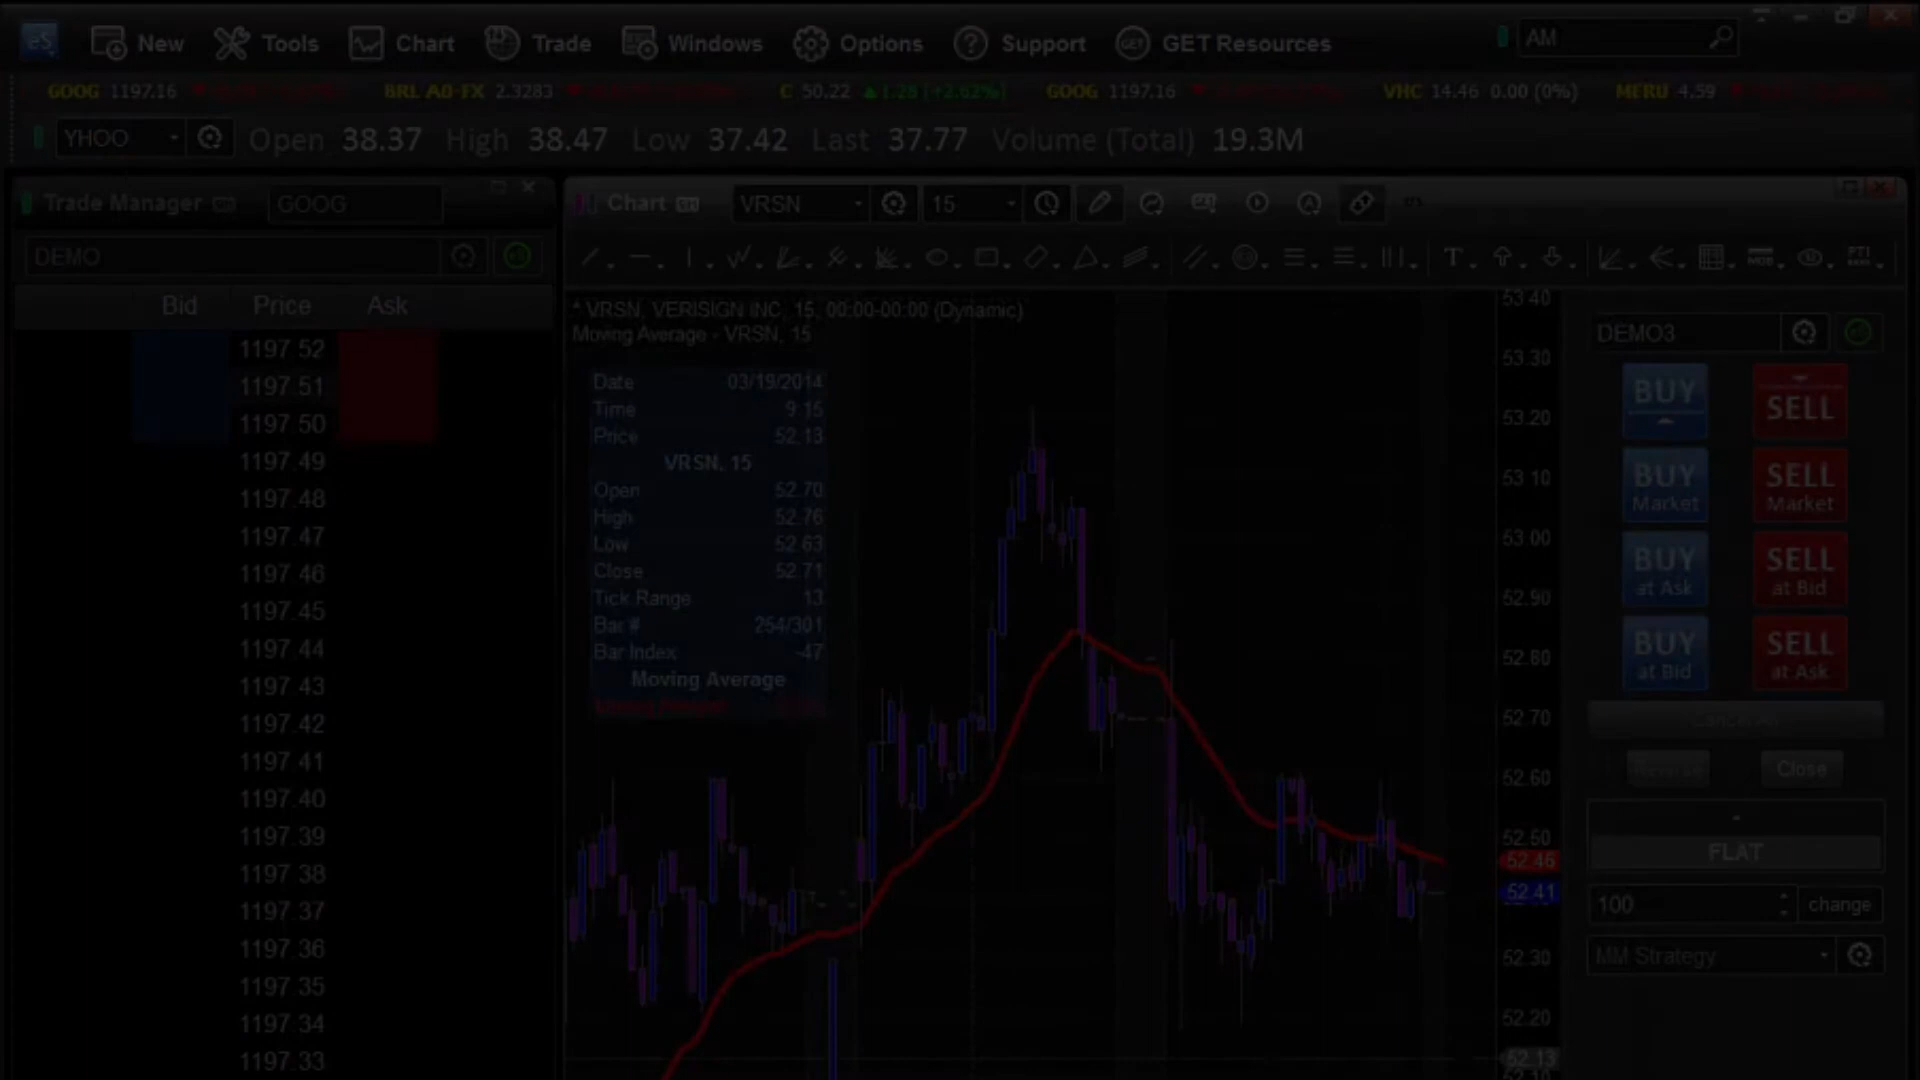 eS New Tools Chart Trade Windows Options Support GET Resources AM
GOOG 1197.16 BRL A0-FX 2.3283 C 50.22 1.28 (+2.62%) GOOG 1197.16 VHC 14.46 0.00 (0%) MERU 4.59
YHOO Open 38.37 High 38.47 Low 37.42 Last 37.77 Volume (Total) 19.3M
Trade Manager GOOG
DEMO
Bid Price Ask
1197.52
1197.51
1197.50
1197.49
1197.48
1197.47
1197.46
1197.45
1197.44
1197.43
1197.42
1197.41
1197.40
1197.39
1197.38
1197.37
1197.36
1197.35
1197.34
1197.33
Chart VRSN 15
* VRSN, VERISIGN INC, 15, 00:00-00:00 (Dynamic)
Moving Average - VRSN, 15
Date 03/19/2014
Time 9:15
Price 52.13
VRSN, 15
Open 52.70
High 52.76
Low 52.63
Close 52.71
Tick Range 13
Bar # 254/301
Bar Index -47
Moving Average
53.40
53.30
53.20
53.10
53.00
52.90
52.80
52.70
52.60
52.50
52.46
52.41
52.30
52.20
52.13
52.10
DEMO3
BUY SELL
BUY Market SELL Market
BUY at Ask SELL at Bid
BUY at Bid SELL at Ask
Reverse Close
FLAT
100 change
MM Strategy